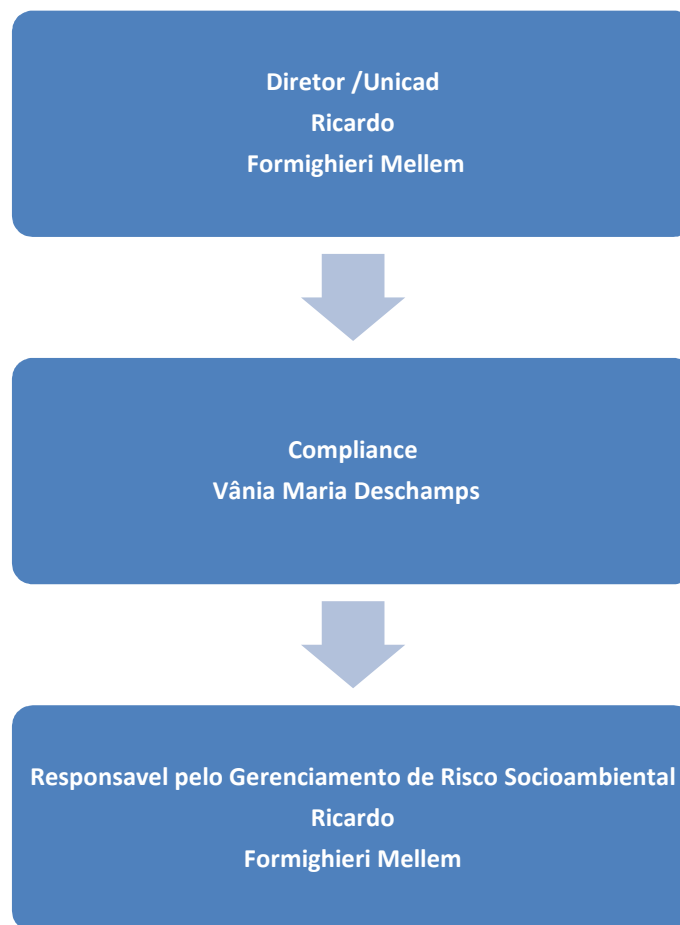 Diretor /Unicad
Ricardo
Formighieri Mellem
Compliance
Vânia Maria Deschamps
Responsavel pelo Gerenciamento de Risco Socioambiental
Ricardo
Formighieri Mellem